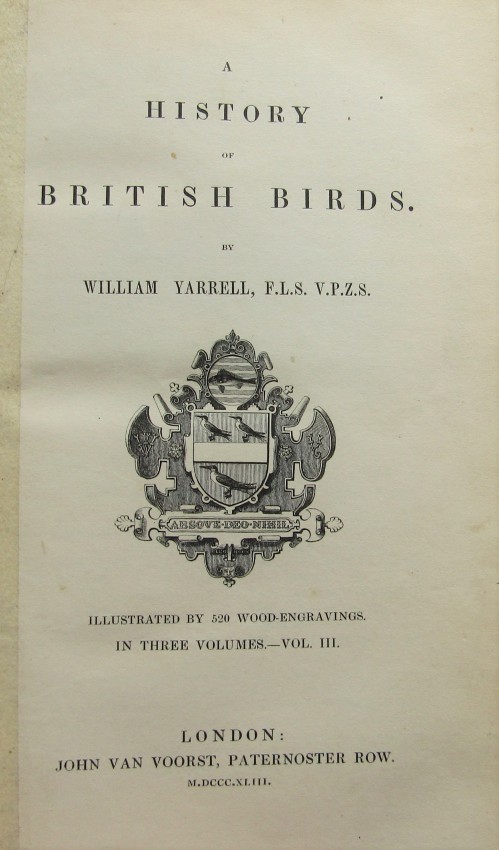 A
HISTORY
OF
BRITISH BIRDS.
BY
WILLIAM YARRELL, F.L.S. V.P.Z.S.
ABSQVE·DEO·NIHIL
ILLUSTRATED BY 520 WOOD-ENGRAVINGS.
IN THREE VOLUMES.—VOL. III.
LONDON:
JOHN VAN VOORST, PATERNOSTER ROW.
M.DCCC.XLIII.